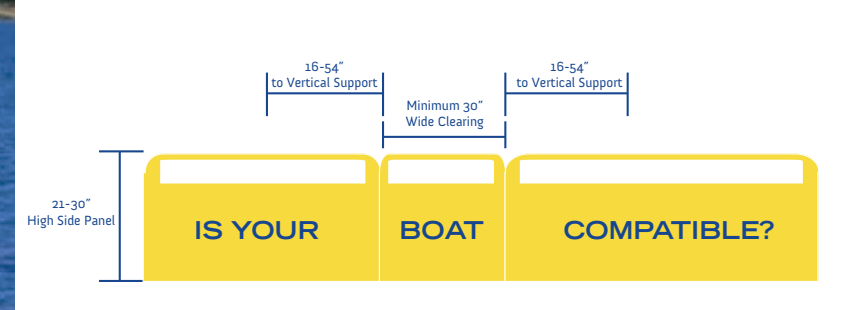 16-54″
to Vertical Support
16-54″
to Vertical Support
Minimum 30″
Wide Clearing
21-30″
High Side Panel
IS YOUR BOAT COMPATIBLE?